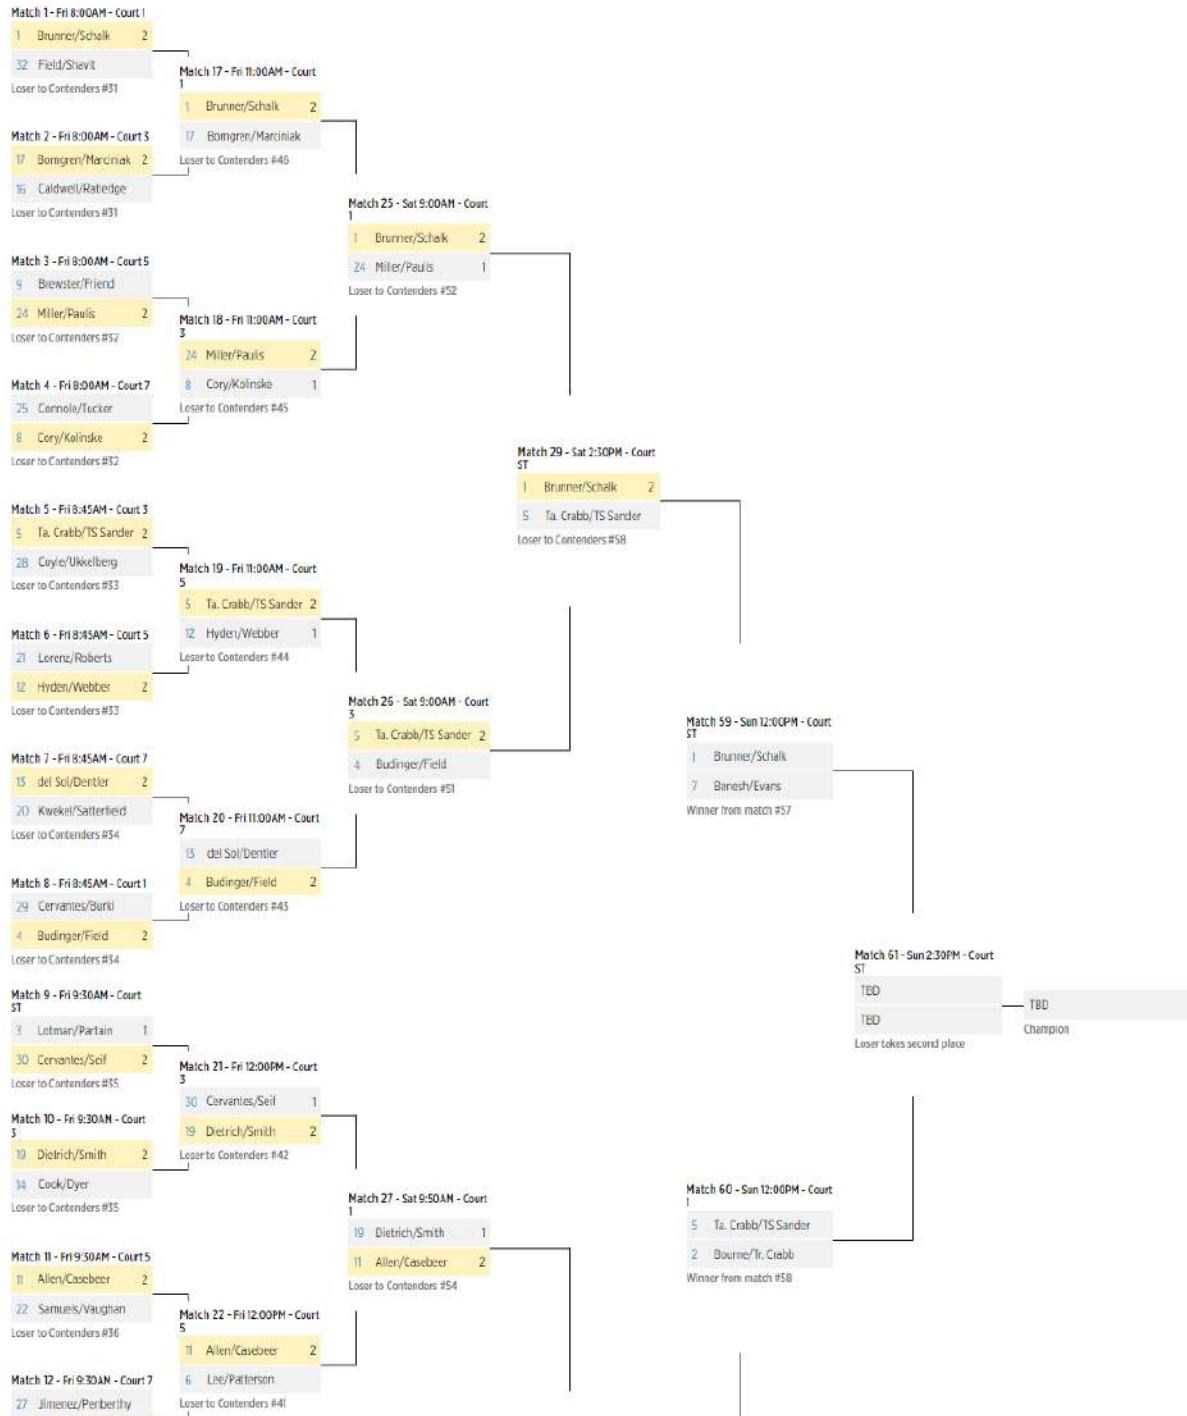 Match 1 - Fri 8:00AM - Court 1
1 Brunner/Schalk 2
32 Field/Shavit
Loser to Contenders #31
Match 2 - Fri 8:00AM - Court 3
17 Bomgren/Marciniak 2
16 Caldwell/Ratledge
Loser to Contenders #31
Match 3 - Fri 8:00AM - Court 5
9 Brewster/Friend
24 Miller/Paulis 2
Loser to Contenders #32
Match 4 - Fri 8:00AM - Court 7
25 Connole/Tucker
8 Cory/Kolinske 2
Loser to Contenders #32
Match 5 - Fri 8:45AM - Court 3
5 Ta. Crabb/TS Sander 2
28 Coyle/Ukkelberg
Loser to Contenders #33
Match 6 - Fri 8:45AM - Court 5
21 Lorenz/Roberts
12 Hyden/Webber 2
Loser to Contenders #33
Match 7 - Fri 8:45AM - Court 7
13 del Sol/Dentler 2
20 Kwekel/Satterfield
Loser to Contenders #34
Match 8 - Fri 8:45AM - Court 1
29 Cervantes/Burki
4 Budinger/Field 2
Loser to Contenders #34
Match 9 - Fri 9:30AM - Court
ST
3 Lotman/Partain 1
30 Cervantes/Seif 2
Loser to Contenders #35
Match 10 - Fri 9:30AM - Court
3
19 Dietrich/Smith 2
14 Cook/Dyer
Loser to Contenders #35
Match 11 - Fri 9:30AM - Court 5
11 Allen/Casebeer 2
22 Samuels/Vaughan
Loser to Contenders #36
Match 12 - Fri 9:30AM - Court 7
27 Jimenez/Penberthy
Match 17 - Fri 11:00AM - Court
1
1 Brunner/Schalk 2
17 Bomgren/Marciniak
Loser to Contenders #46
Match 18 - Fri 11:00AM - Court
3
24 Miller/Paulis 2
8 Cory/Kolinske 1
Loser to Contenders #45
Match 19 - Fri 11:00AM - Court
5
5 Ta. Crabb/TS Sander 2
12 Hyden/Webber 1
Loser to Contenders #44
Match 20 - Fri 11:00AM - Court
7
13 del Sol/Dentler
4 Budinger/Field 2
Loser to Contenders #43
Match 21 - Fri 12:00PM - Court
3
30 Cervantes/Seif 1
19 Dietrich/Smith 2
Loser to Contenders #42
Match 22 - Fri 12:00PM - Court
5
11 Allen/Casebeer 2
6 Lee/Patterson
Loser to Contenders #41
Match 25 - Sat 9:00AM - Court
1
1 Brunner/Schalk 2
24 Miller/Paulis 1
Loser to Contenders #52
Match 26 - Sat 9:00AM - Court
3
5 Ta. Crabb/TS Sander 2
4 Budinger/Field
Loser to Contenders #51
Match 27 - Sat 9:50AM - Court
1
19 Dietrich/Smith 1
11 Allen/Casebeer 2
Loser to Contenders #54
Match 29 - Sat 2:30PM - Court
ST
1 Brunner/Schalk 2
5 Ta. Crabb/TS Sander
Loser to Contenders #58
Match 59 - Sun 12:00PM - Court
ST
1 Brunner/Schalk
7 Benesh/Evans
Winner from match #57
Match 60 - Sun 12:00PM - Court
1
5 Ta. Crabb/TS Sander
2 Bourne/Tr. Crabb
Winner from match #58
Match 61 - Sun 2:30PM - Court
ST
TBD
TBD
Loser takes second place
TBD
Champion